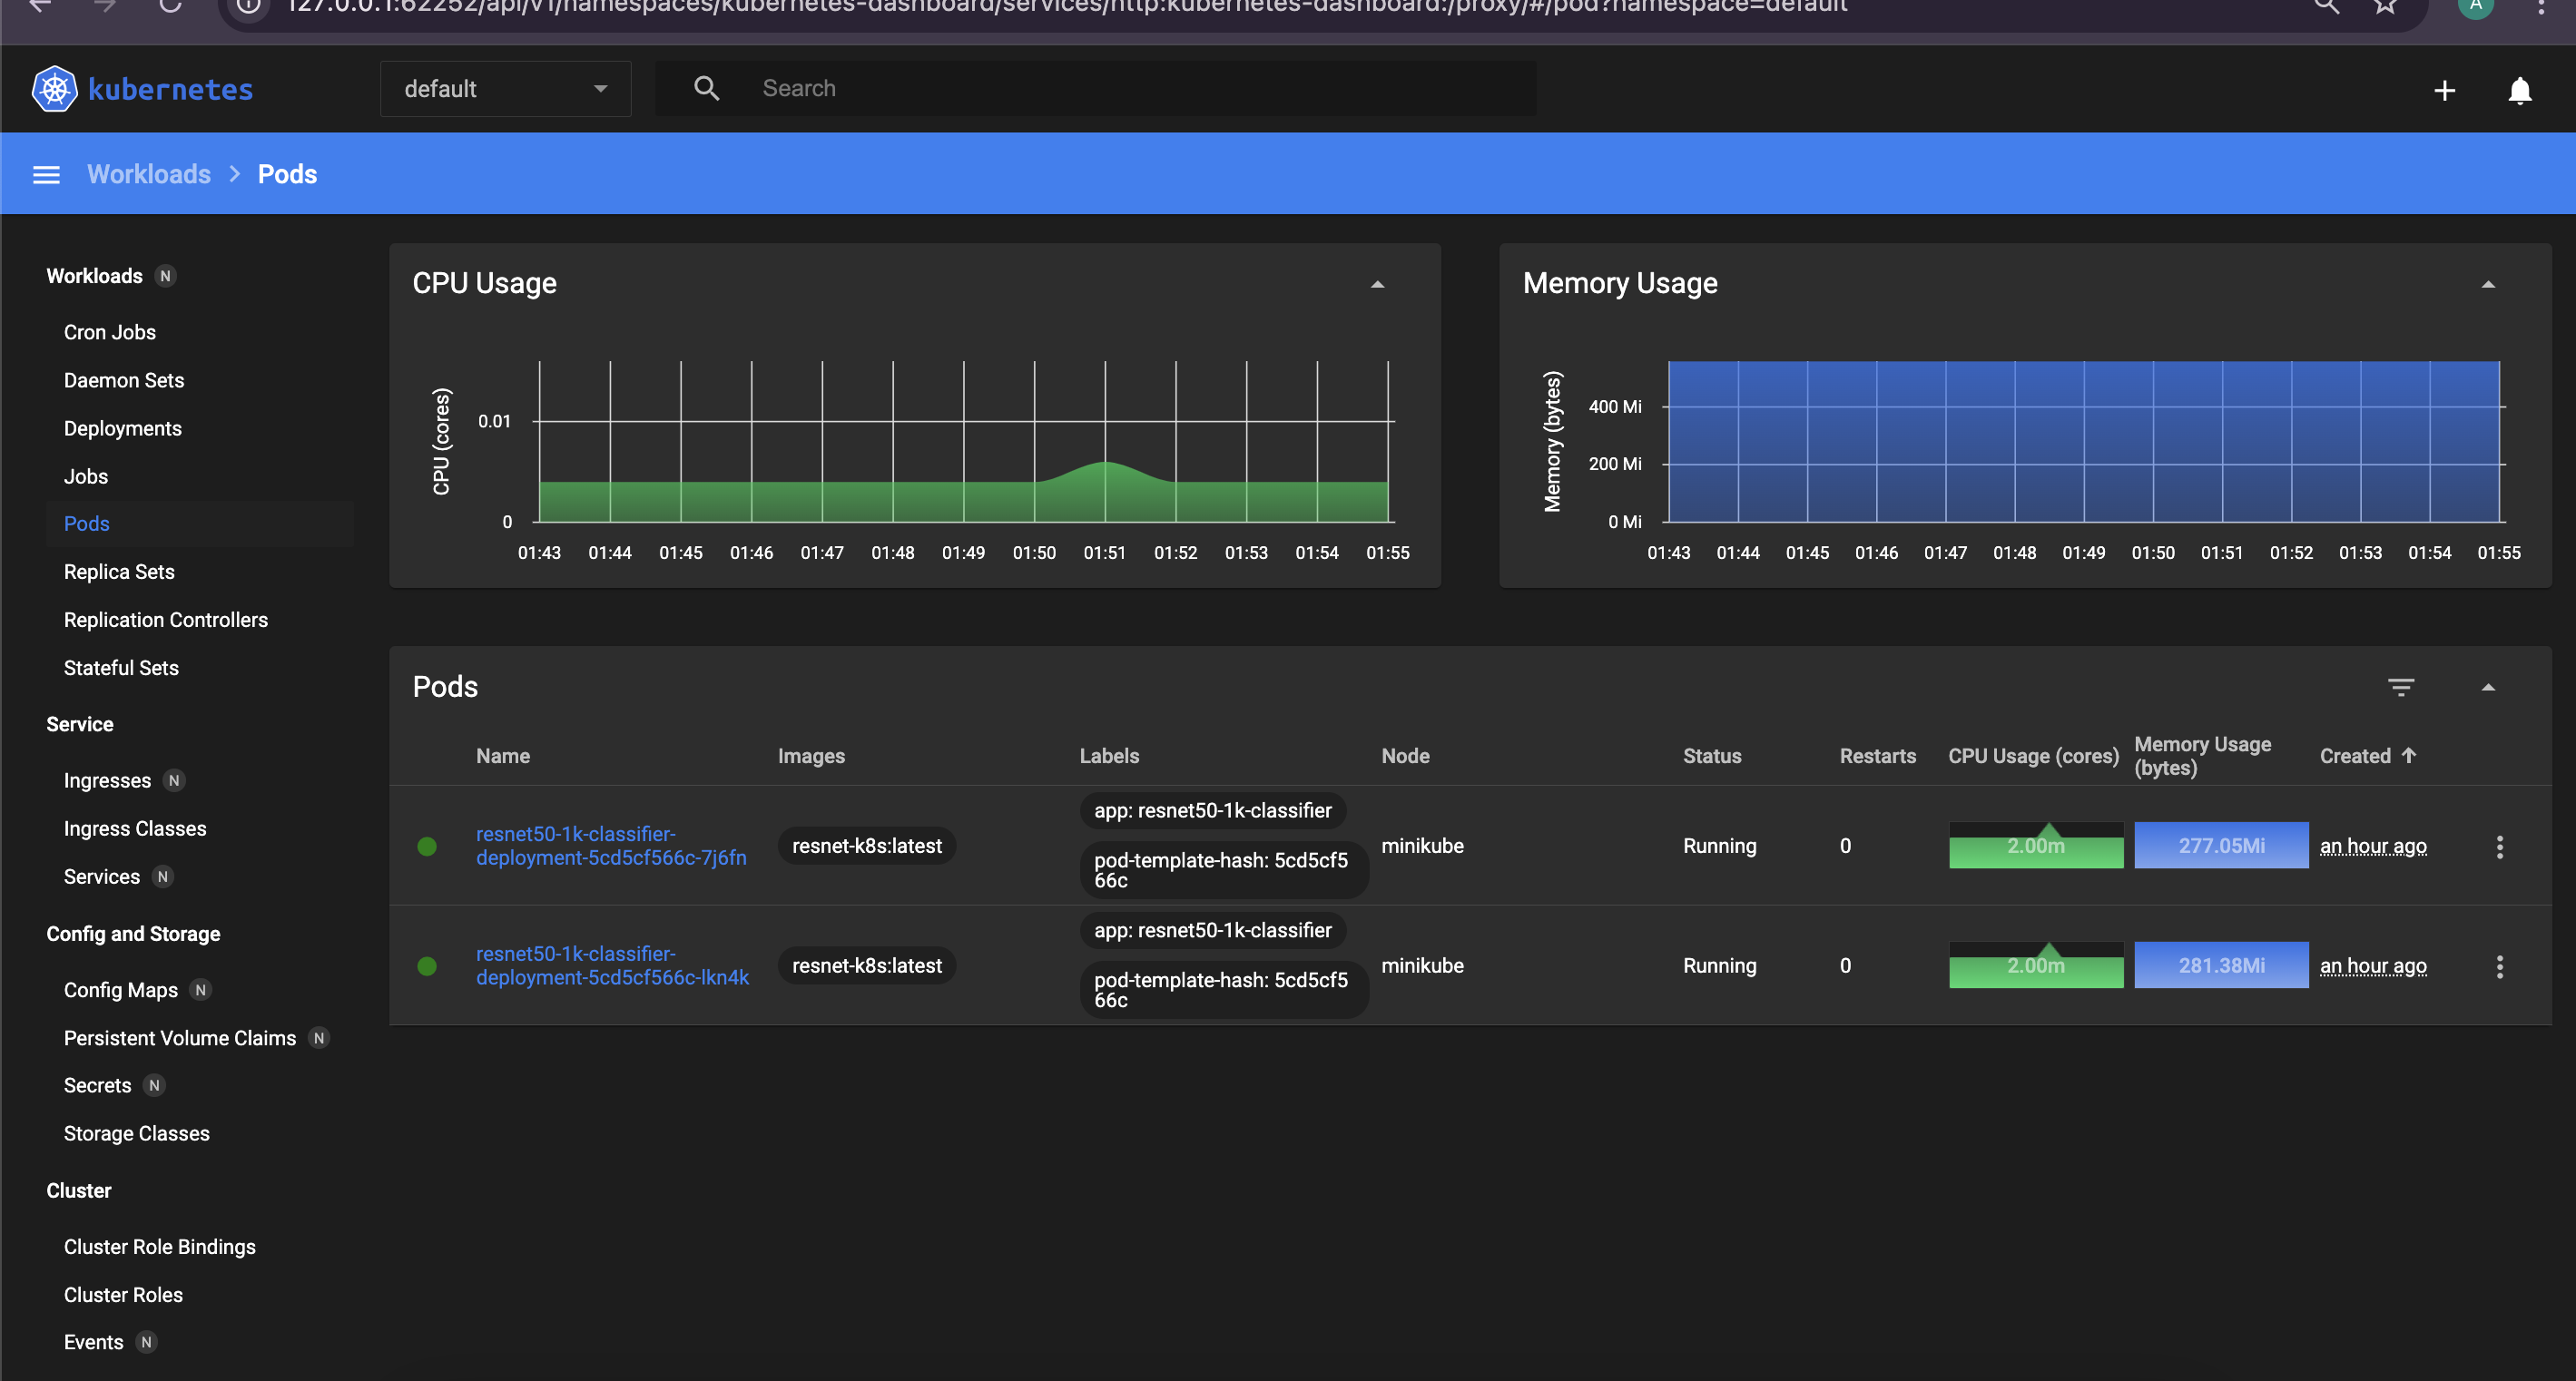 127.0.0.1:62252/api/v1/namespaces/kubernetes-dashboard/services/http:kubernetes-dashboard:/proxy/#/pod?namespace=default
A
kubernetes
default
Search
Workloads > Pods
Workloads N
Cron Jobs
Daemon Sets
Deployments
Jobs
Pods
Replica Sets
Replication Controllers
Stateful Sets
Service
Ingresses N
Ingress Classes
Services N
Config and Storage
Config Maps N
Persistent Volume Claims N
Secrets N
Storage Classes
Cluster
Cluster Role Bindings
Cluster Roles
Events N
CPU Usage
CPU (cores)
0.01
0
01:43 01:44 01:45 01:46 01:47 01:48 01:49 01:50 01:51 01:52 01:53 01:54 01:55
Memory Usage
Memory (bytes)
400 Mi
200 Mi
0 Mi
01:43 01:44 01:45 01:46 01:47 01:48 01:49 01:50 01:51 01:52 01:53 01:54 01:55
Pods
Name Images Labels Node Status Restarts CPU Usage (cores) Memory Usage
(bytes) Created
resnet50-1k-classifier-
deployment-5cd5cf566c-7j6fn
resnet-k8s:latest
app: resnet50-1k-classifier
pod-template-hash: 5cd5cf5
66c
minikube Running 0 2.00m 277.05Mi an hour ago
resnet50-1k-classifier-
deployment-5cd5cf566c-lkn4k
resnet-k8s:latest
app: resnet50-1k-classifier
pod-template-hash: 5cd5cf5
66c
minikube Running 0 2.00m 281.38Mi an hour ago